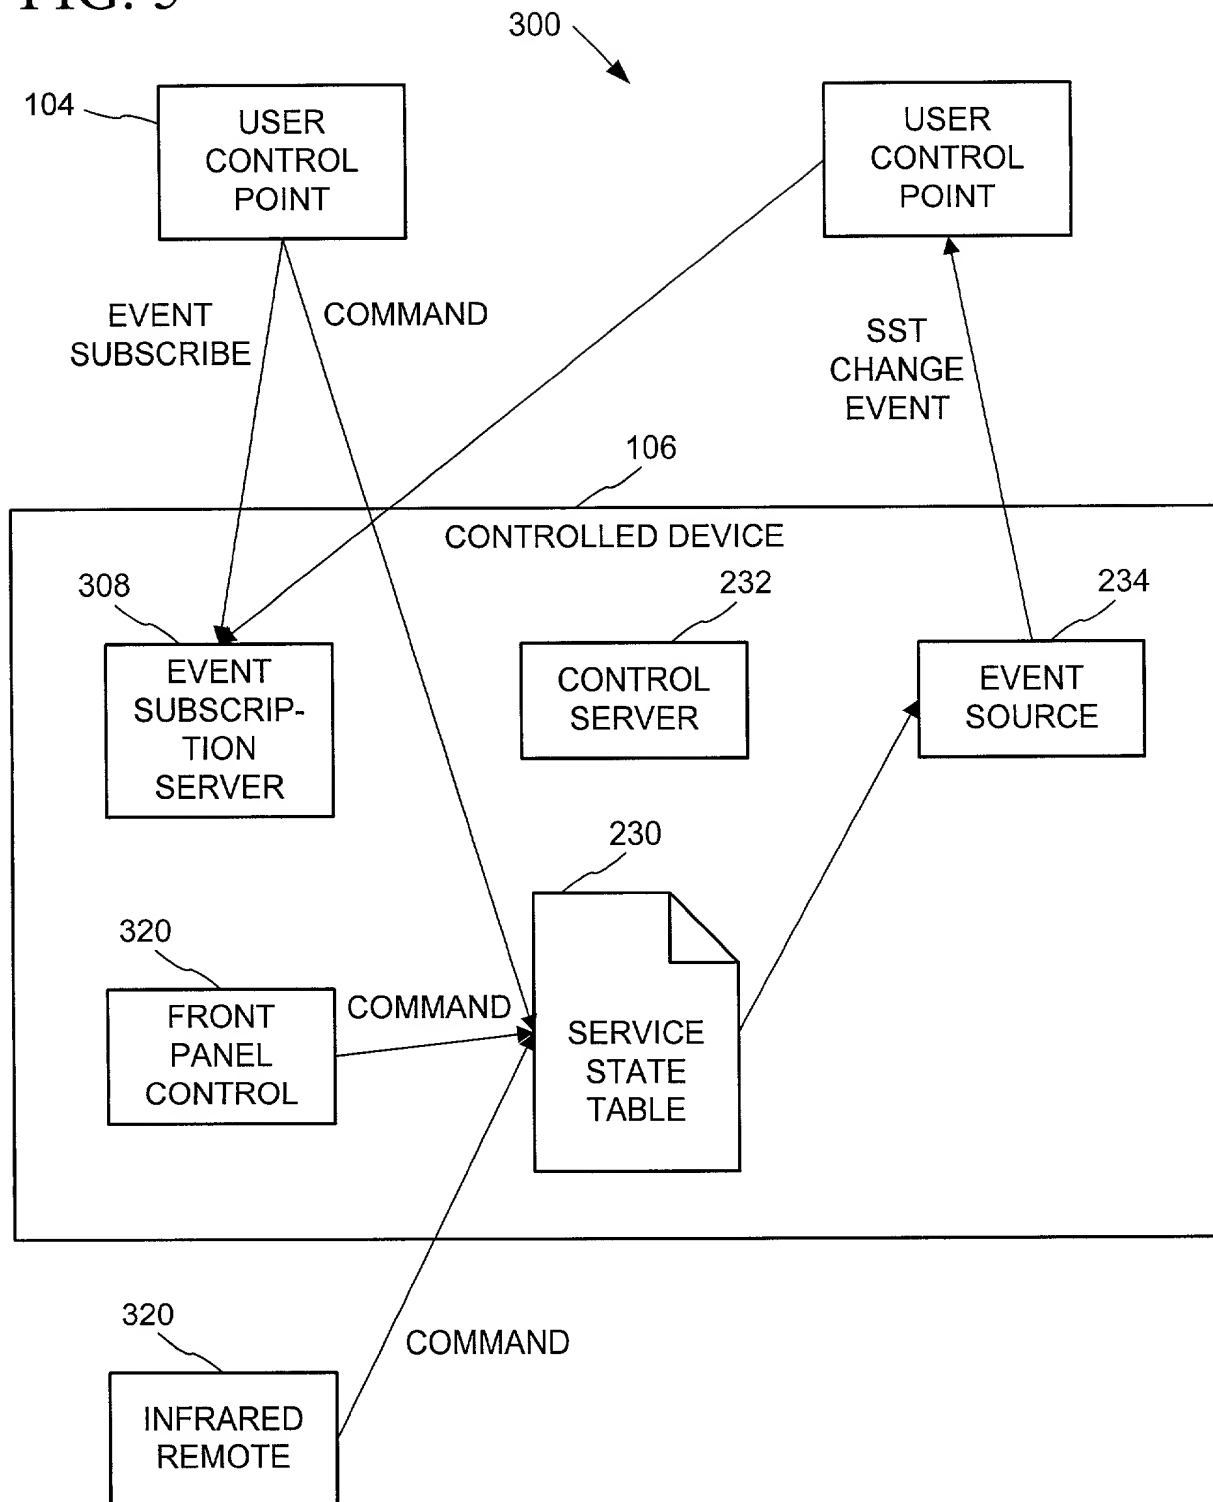 300
104
USER
CONTROL
POINT
USER
CONTROL
POINT
EVENT
SUBSCRIBE
COMMAND
SST
CHANGE
EVENT
106
CONTROLLED DEVICE
308
EVENT
SUBSCRIP-
TION
SERVER
232
CONTROL
SERVER
234
EVENT
SOURCE
230
SERVICE
STATE
TABLE
320
FRONT
PANEL
CONTROL
COMMAND
320
INFRARED
REMOTE
COMMAND